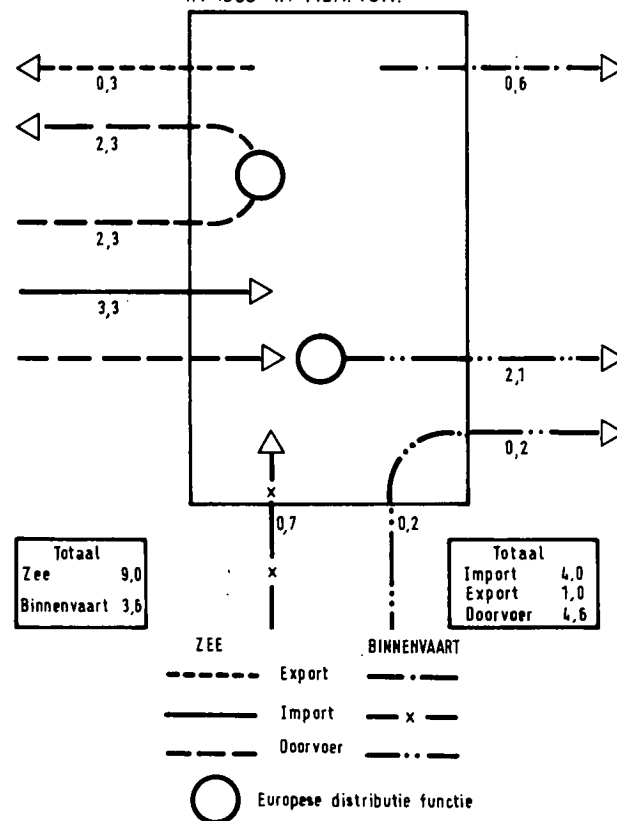 0,3
0,6
2,3
2,3
3,3
2,1
0,2
0,7
0,2
Totaal
Zee 9,0
Binnenvaart 3,6
Totaal
Import 4,0
Export 1,0
Doorvoer 4,6
ZEE BINNENVAART
Export
Import
x
Doorvoer
Europese distributie functie